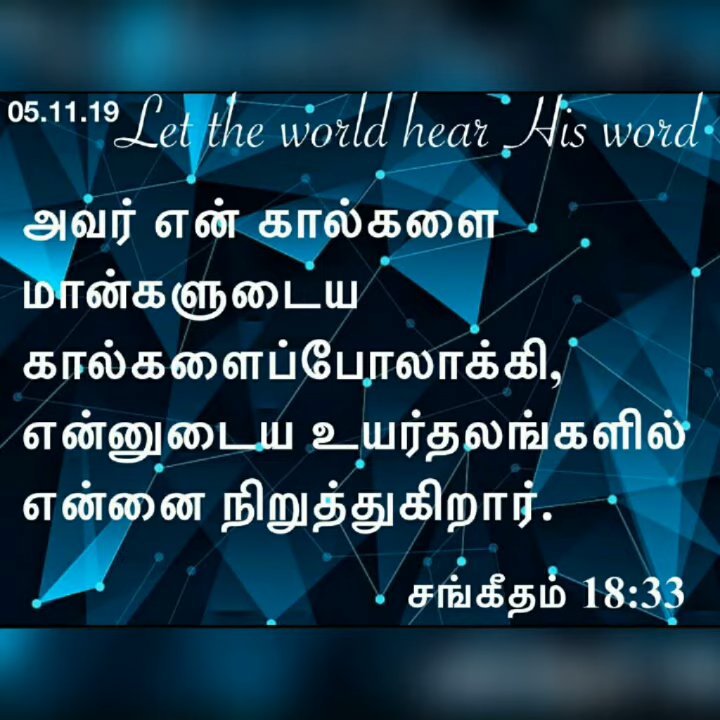 05.11.19 Let the world hear His word
அவர் என் கால்களை
மான்களுடைய
கால்களைப்போலாக்கி,
என்னுடைய உயர்தலங்களில்
என்னை நிறுத்துகிறார்.
சங்கீதம் 18:33